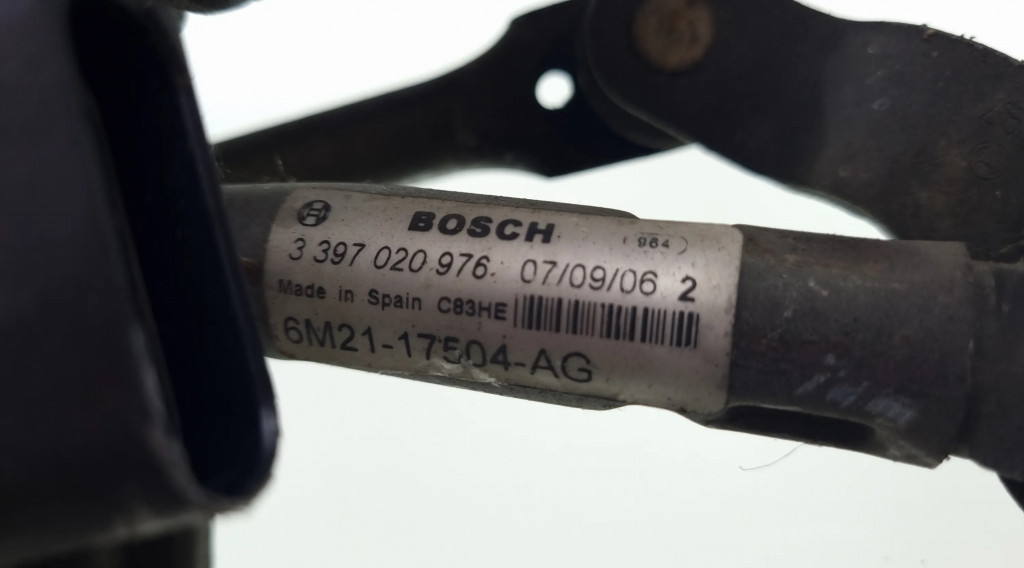 BOSCH (964)
3 397 020 976. 07/09/06 2
Made in Spain C83HE
6M21-17504-AG